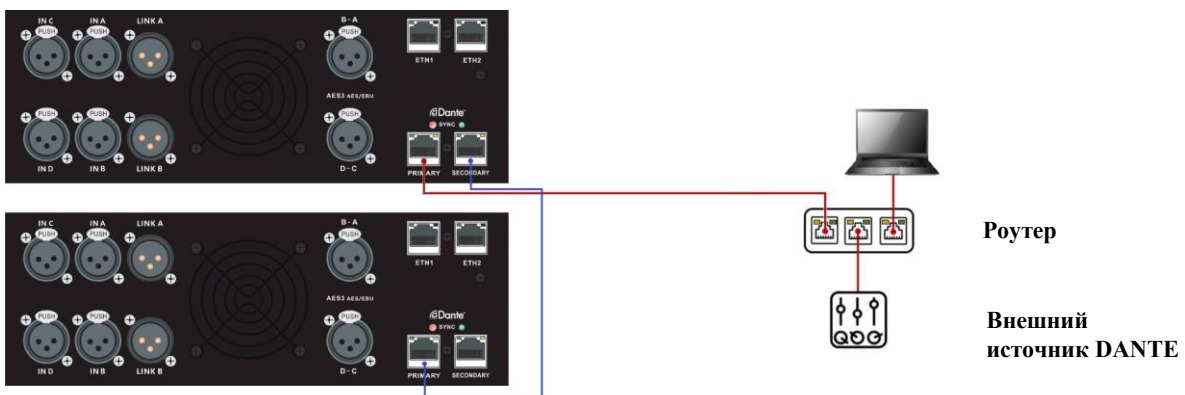 IN C IN A LINK A B-A
PUSH PUSH PUSH
ETH1 ETH2
AES3 AES/EBU
PUSH PUSH PUSH Dante
SYNC
IN D IN B LINK B D-C PRIMARY SECONDARY
IN C IN A LINK A B-A
PUSH PUSH PUSH
ETH1 ETH2
AES3 AES/EBU
PUSH PUSH PUSH Dante
SYNC
IN D IN B LINK B D-C PRIMARY SECONDARY
Роутер
Внешний
источник DANTE